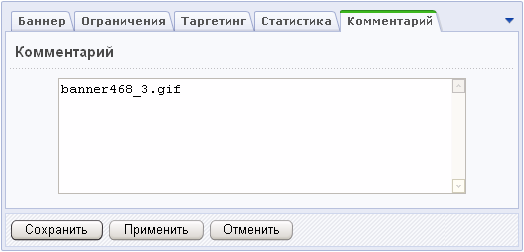 Баннер Ограничения Таргетинг Статистика Комментарий
Комментарий
banner468_3.gif
Сохранить Применить Отменить